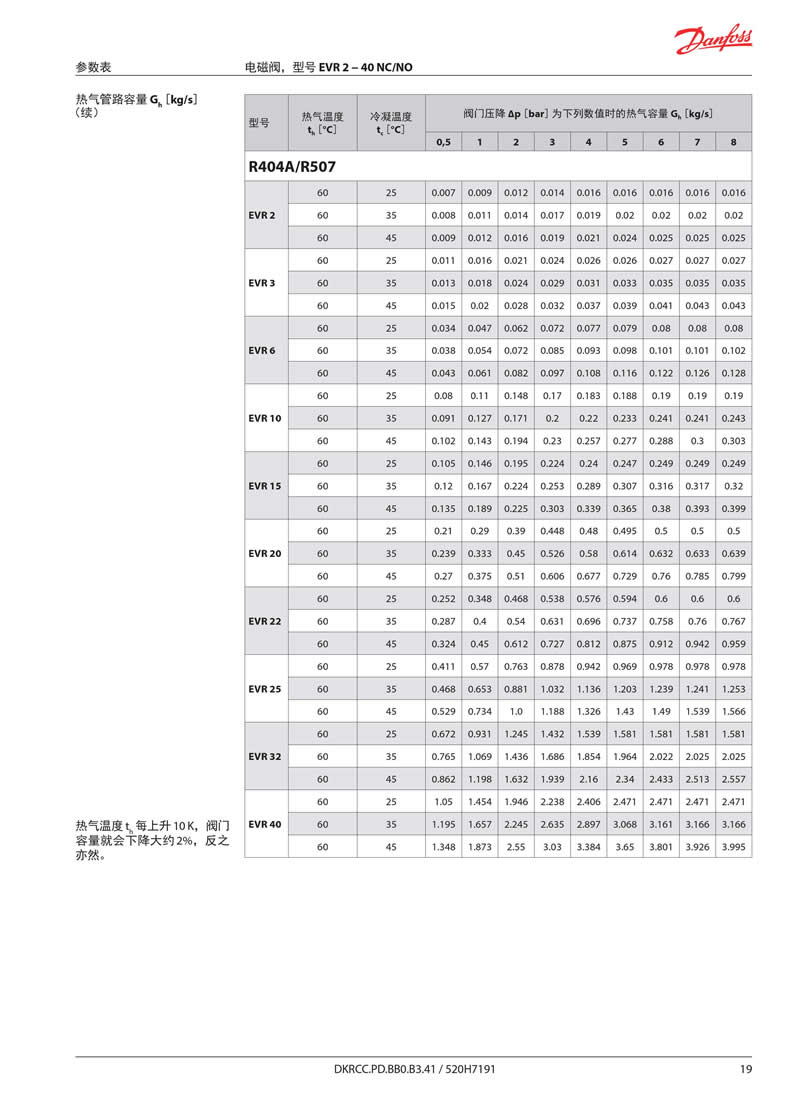 Danfoss
参数表
电磁阀，型号 EVR 2 – 40 NC/NO
热气管路容量 Gh [kg/s]
（续）
型号 热气温度 th [°C] 冷凝温度 tc [°C] 阀门压降 Δp [bar] 为下列数值时的热气容量 Gh [kg/s]
0,5 1 2 3 4 5 6 7 8
R404A/R507
60 25 0.007 0.009 0.012 0.014 0.016 0.016 0.016 0.016 0.016
EVR 2 60 35 0.008 0.011 0.014 0.017 0.019 0.02 0.02 0.02 0.02
60 45 0.009 0.012 0.016 0.019 0.021 0.024 0.025 0.025 0.025
60 25 0.011 0.016 0.021 0.024 0.026 0.026 0.027 0.027 0.027
EVR 3 60 35 0.013 0.018 0.024 0.029 0.031 0.033 0.035 0.035 0.035
60 45 0.015 0.02 0.028 0.032 0.037 0.039 0.041 0.043 0.043
60 25 0.034 0.047 0.062 0.072 0.077 0.079 0.08 0.08 0.08
EVR 6 60 35 0.038 0.054 0.072 0.085 0.093 0.098 0.101 0.101 0.102
60 45 0.043 0.061 0.082 0.097 0.108 0.116 0.122 0.126 0.128
60 25 0.08 0.11 0.148 0.17 0.183 0.188 0.19 0.19 0.19
EVR 10 60 35 0.091 0.127 0.171 0.2 0.22 0.233 0.241 0.241 0.243
60 45 0.102 0.143 0.194 0.23 0.257 0.277 0.288 0.3 0.303
60 25 0.105 0.146 0.195 0.224 0.24 0.247 0.249 0.249 0.249
EVR 15 60 35 0.12 0.167 0.224 0.253 0.289 0.307 0.316 0.317 0.32
60 45 0.135 0.189 0.225 0.303 0.339 0.365 0.38 0.393 0.399
60 25 0.21 0.29 0.39 0.448 0.48 0.495 0.5 0.5 0.5
EVR 20 60 35 0.239 0.333 0.45 0.526 0.58 0.614 0.632 0.633 0.639
60 45 0.27 0.375 0.51 0.606 0.677 0.729 0.76 0.785 0.799
60 25 0.252 0.348 0.468 0.538 0.576 0.594 0.6 0.6 0.6
EVR 22 60 35 0.287 0.4 0.54 0.631 0.696 0.737 0.758 0.76 0.767
60 45 0.324 0.45 0.612 0.727 0.812 0.875 0.912 0.942 0.959
60 25 0.411 0.57 0.763 0.878 0.942 0.969 0.978 0.978 0.978
EVR 25 60 35 0.468 0.653 0.881 1.032 1.136 1.203 1.239 1.241 1.253
60 45 0.529 0.734 1.0 1.188 1.326 1.43 1.49 1.539 1.566
60 25 0.672 0.931 1.245 1.432 1.539 1.581 1.581 1.581 1.581
EVR 32 60 35 0.765 1.069 1.436 1.686 1.854 1.964 2.022 2.025 2.025
60 45 0.862 1.198 1.632 1.939 2.16 2.34 2.433 2.513 2.557
60 25 1.05 1.454 1.946 2.238 2.406 2.471 2.471 2.471 2.471
EVR 40 60 35 1.195 1.657 2.245 2.635 2.897 3.068 3.161 3.166 3.166
60 45 1.348 1.873 2.55 3.03 3.384 3.65 3.801 3.926 3.995
热气温度 th 每上升 10 K，阀门
容量就会下降大约 2%，反之
亦然。
DKRCC.PD.BB0.B3.41 / 520H7191
19